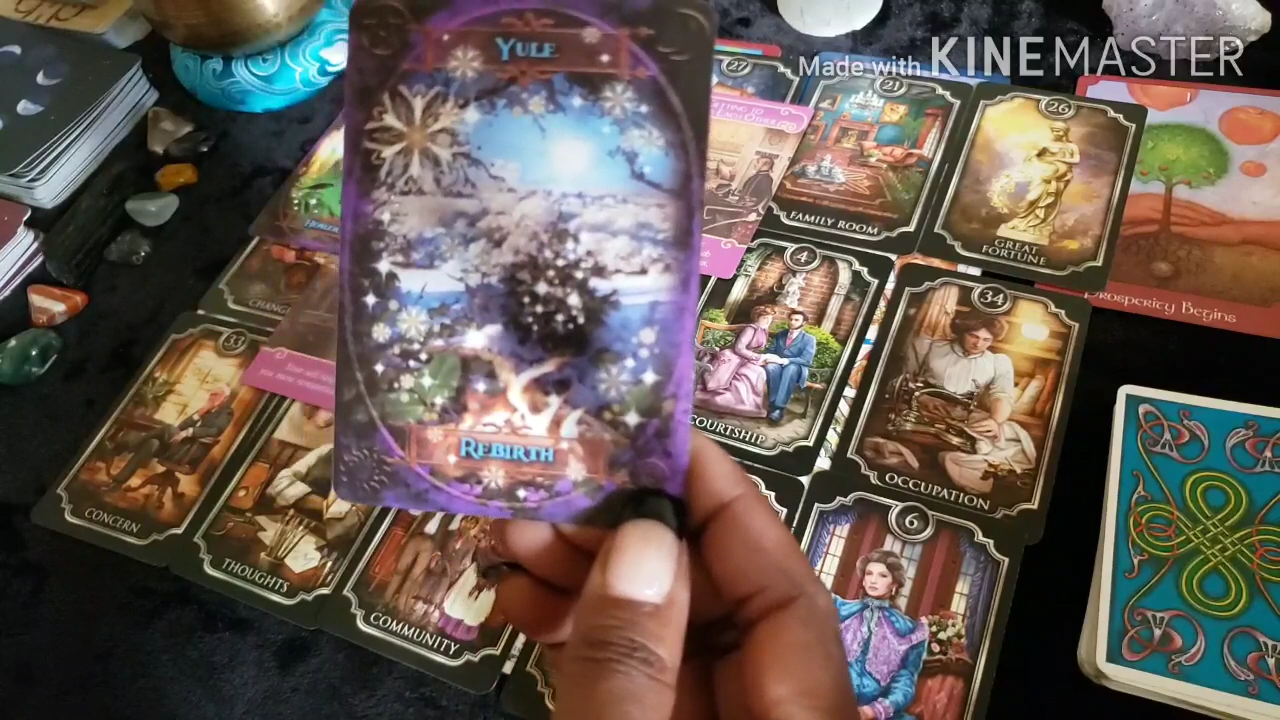 YULE
REBIRTH
Made with KINEMASTER
27
21
FAMILY ROOM
26
GREAT
FORTUNE
Prosperity Begins
4
COURTSHIP
34
OCCUPATION
33
CONCERN
THOUGHTS
COMMUNITY
6